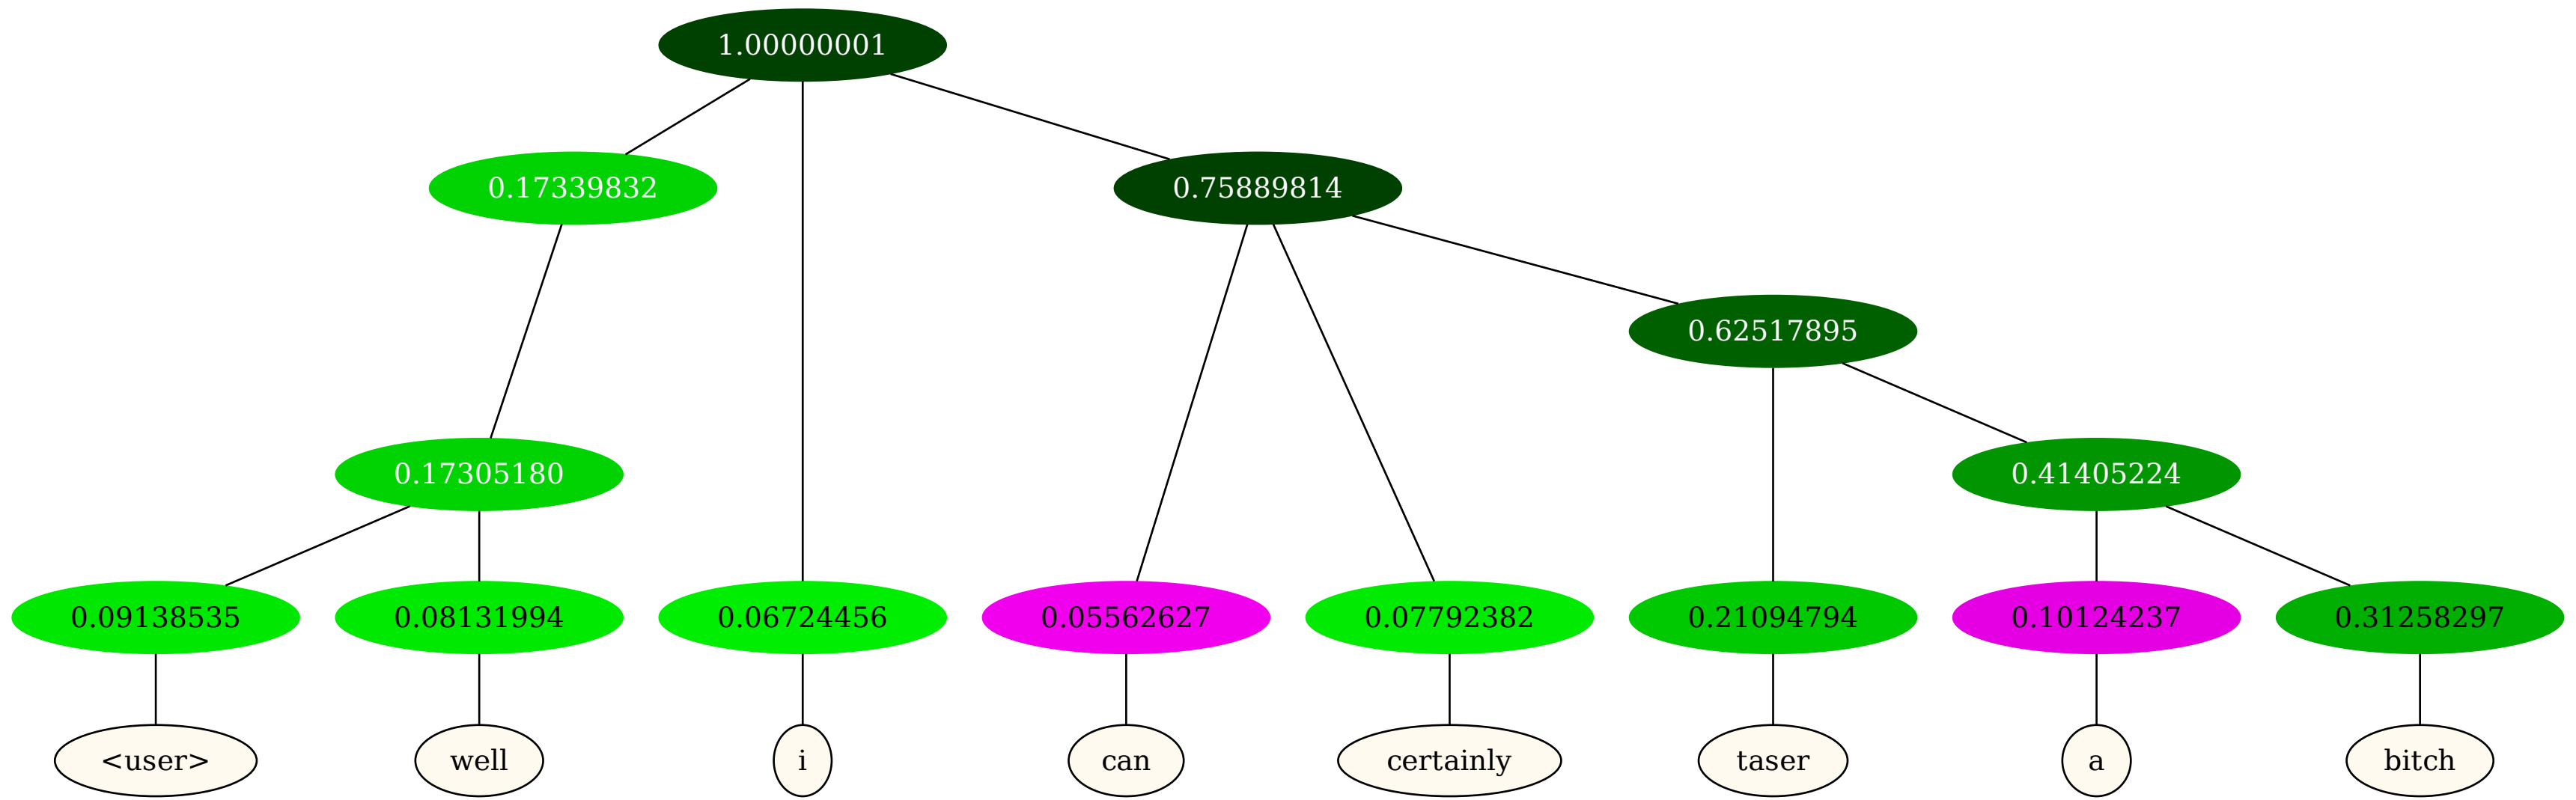 1.00000001
0.17339832 0.75889814
0.62517895
0.17305180 0.41405224
0.09138535 0.08131994 0.06724456 0.05562627 0.07792382 0.21094794 0.10124237 0.31258297
<user> well i can certainly taser a bitch